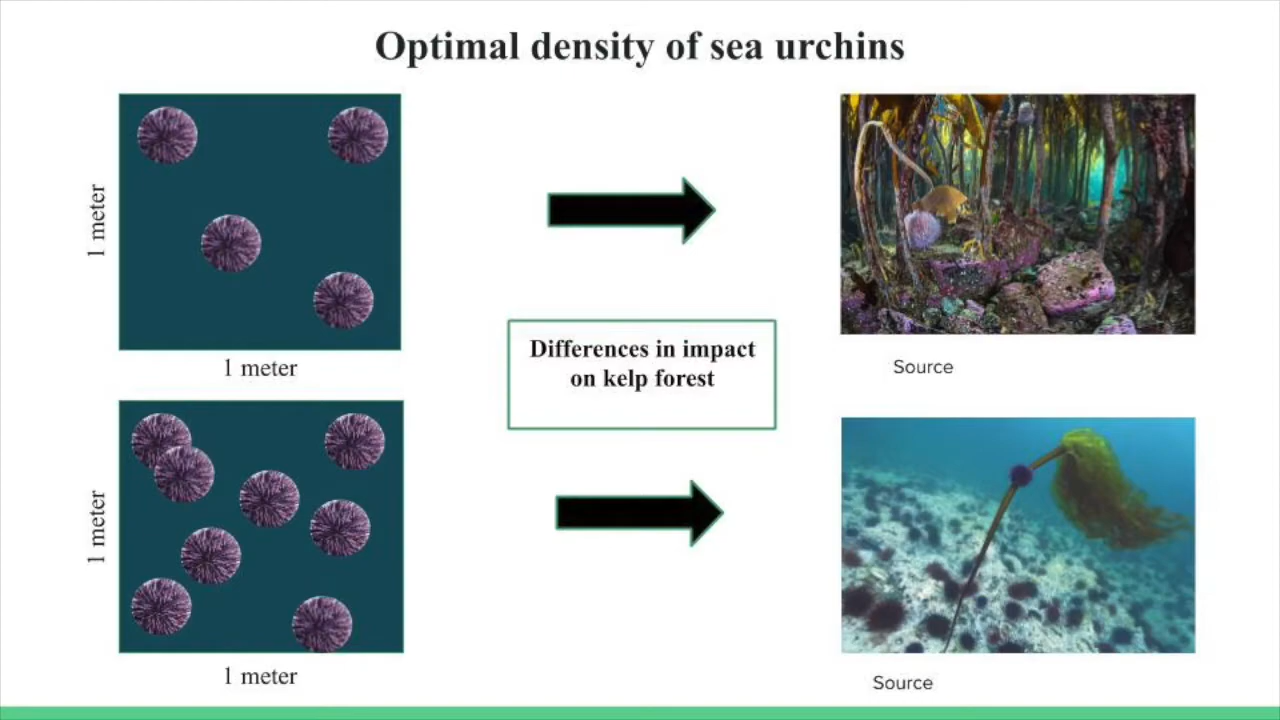 Optimal density of sea urchins
1 meter
1 meter
Differences in impact
on kelp forest
Source
1 meter
1 meter
Source